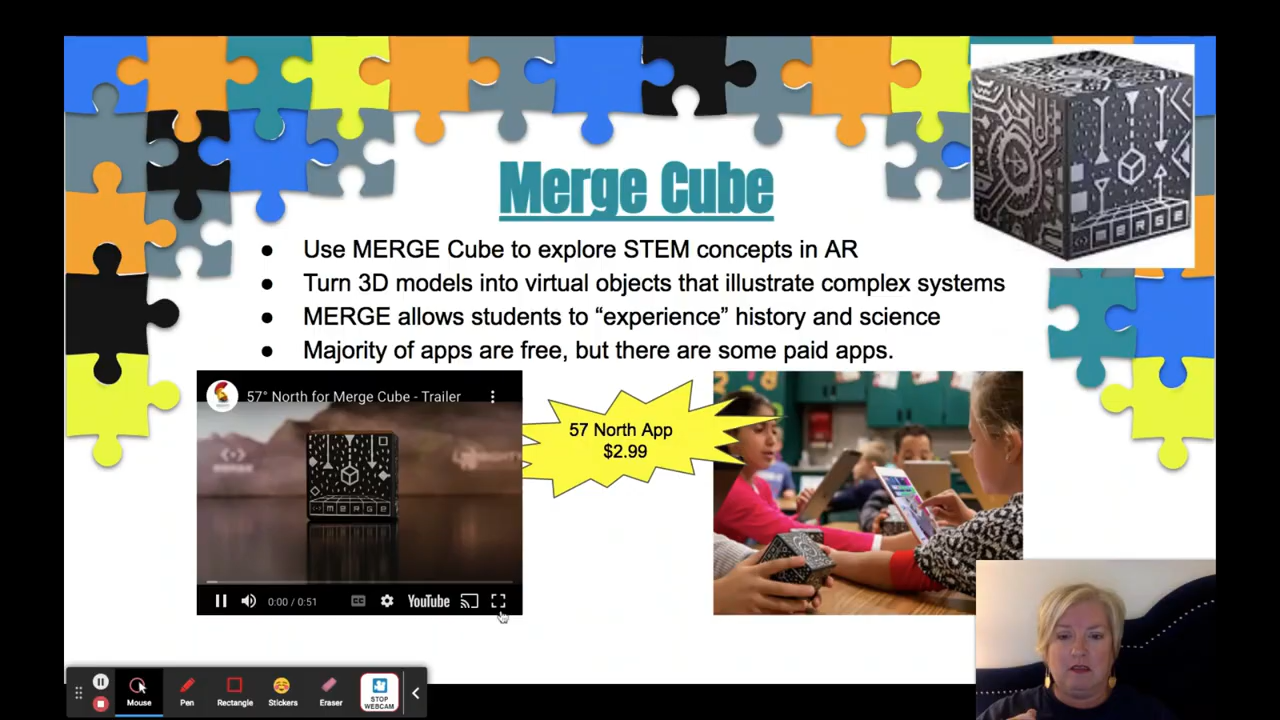 Merge Cube
● Use MERGE Cube to explore STEM concepts in AR
● Turn 3D models into virtual objects that illustrate complex systems
● MERGE allows students to “experience” history and science
● Majority of apps are free, but there are some paid apps.
MERGE
57° North for Merge Cube - Trailer
MERGE
57 North App
$2.99
0:00 / 0:51
CC
YouTube
Mouse
Pen
Rectangle
Stickers
Eraser
STOP
WEBCAM